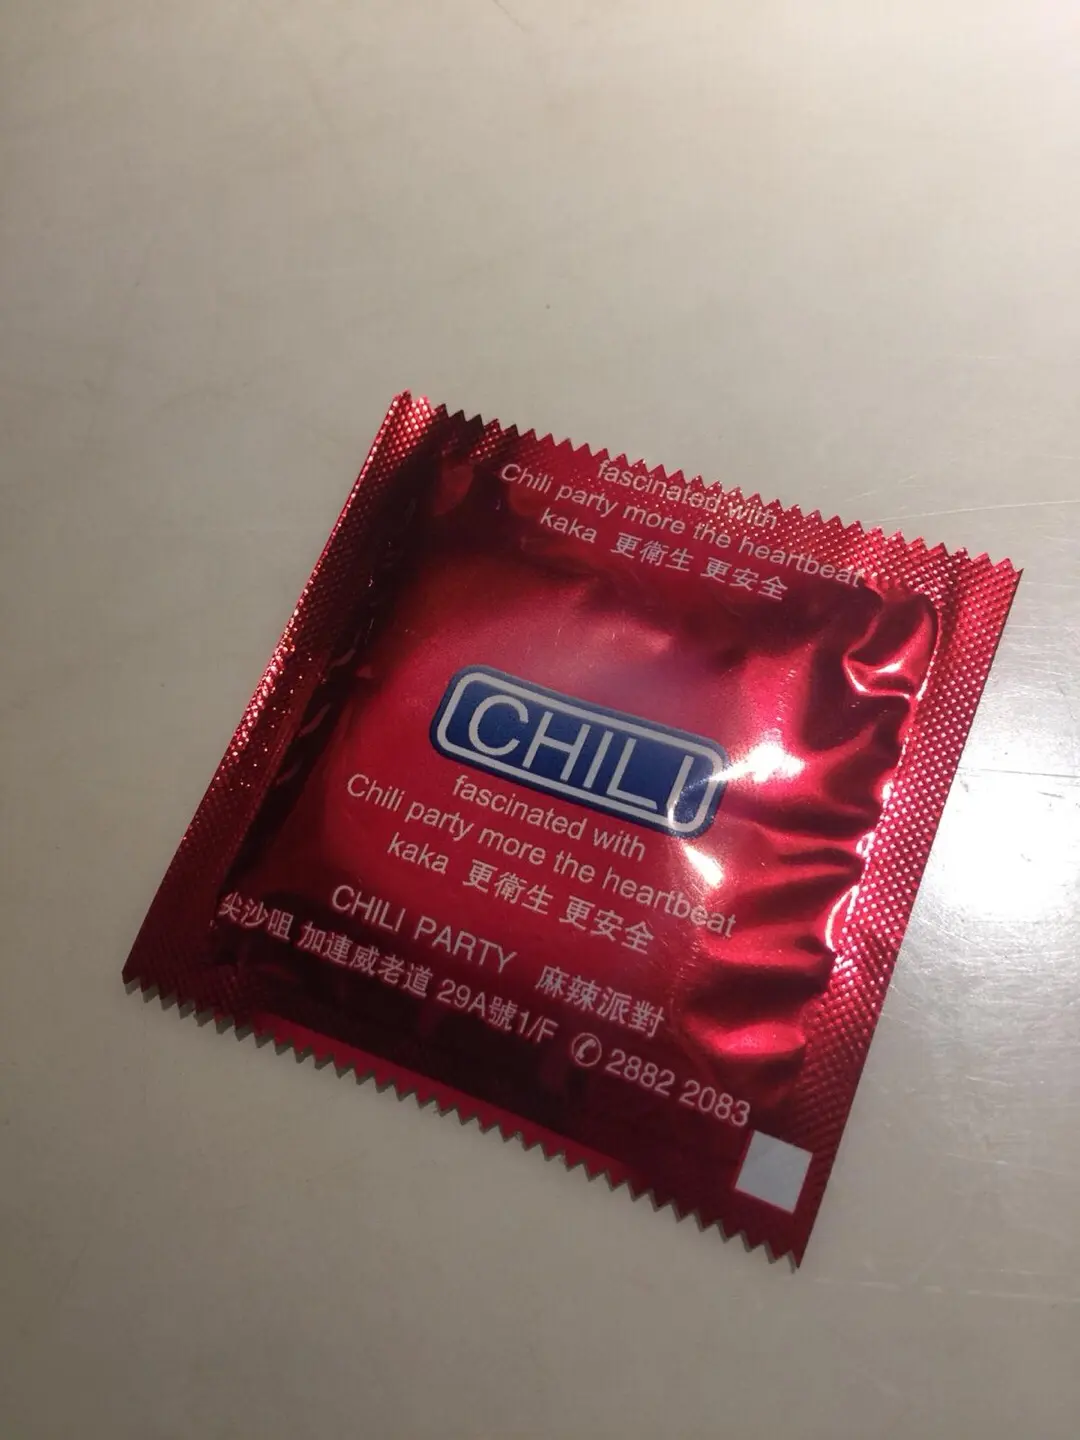 fascinated with
Chili party more the heartbeat
kaka 更衛生 更安全
CHILI
fascinated with
Chili party more the heartbeat
kaka 更衛生 更安全
CHILI PARTY 麻辣派對
尖沙咀 加連威老道 29A號1/F ✆ 2882 2083